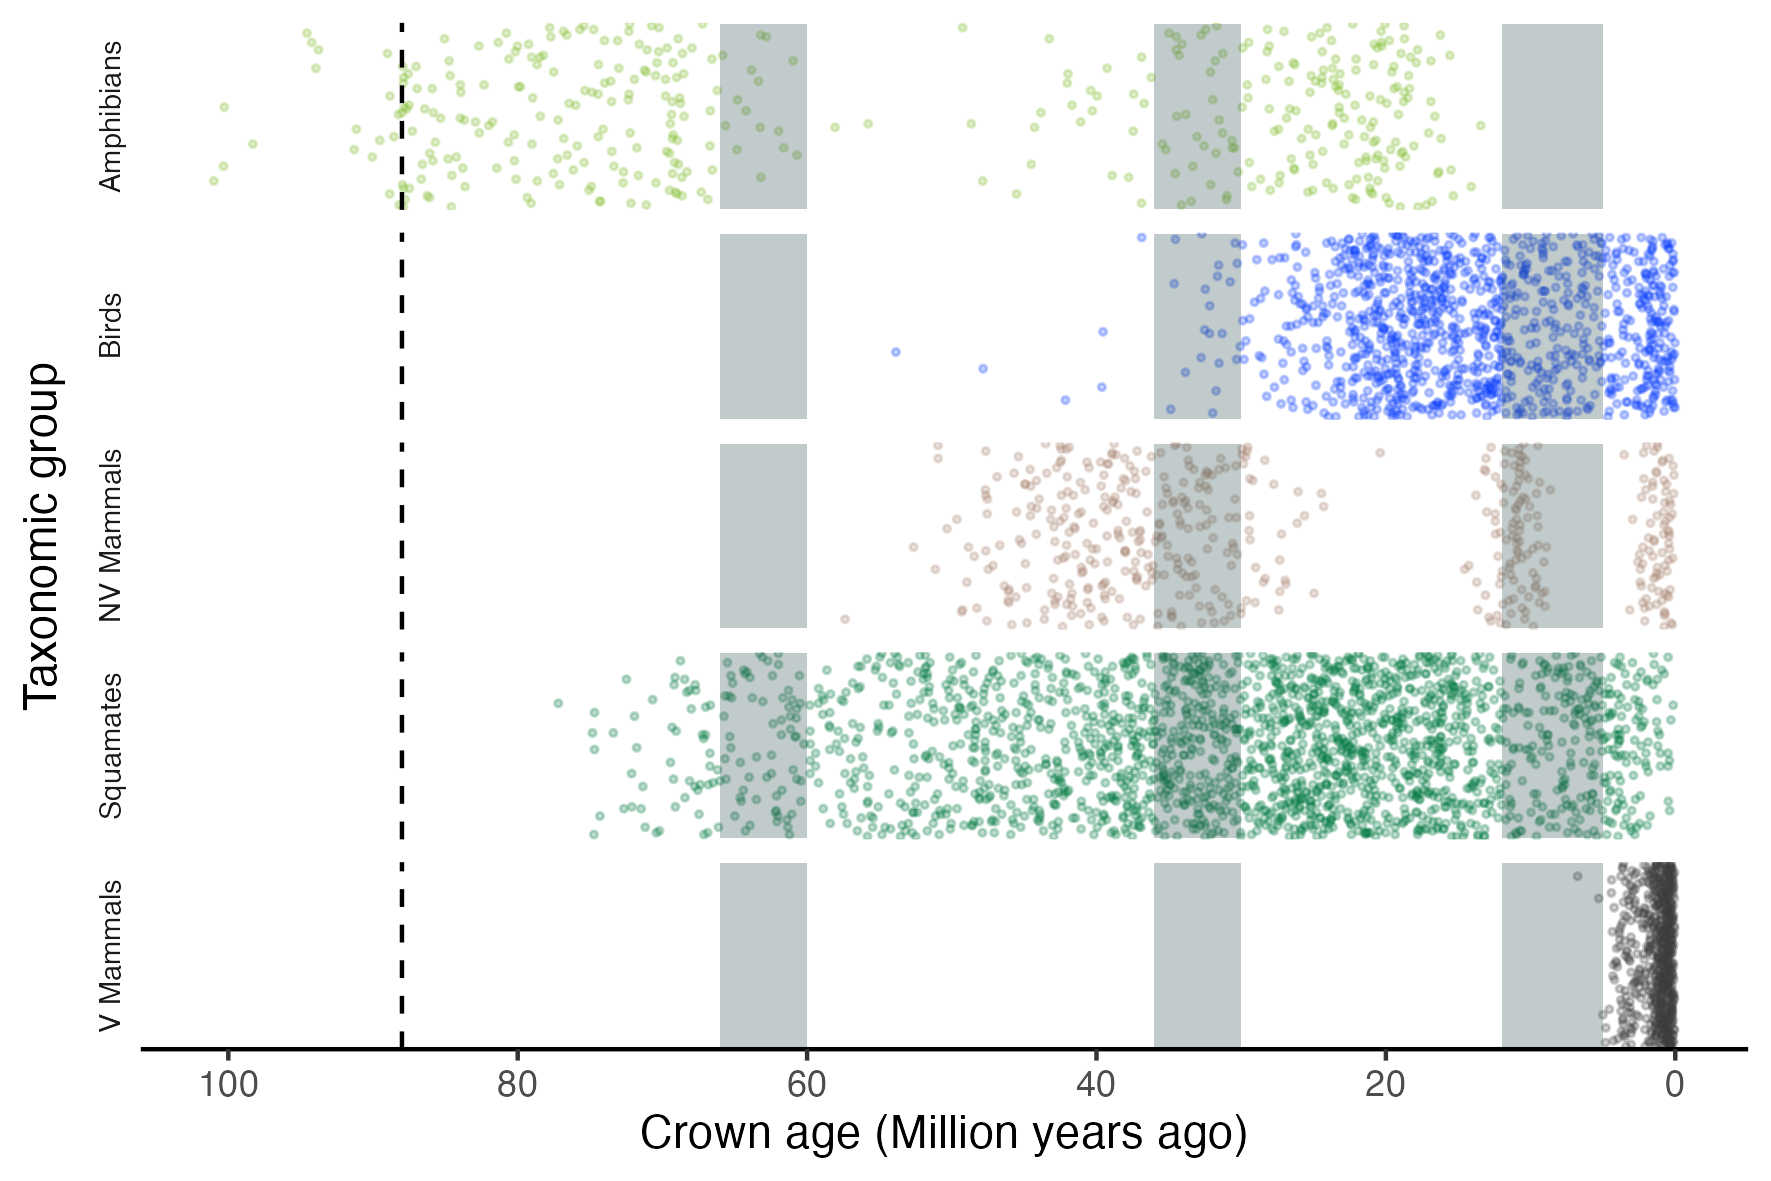 Taxonomic group
Amphibians
Birds
NV Mammals
Squamates
V Mammals
100 80 60 40 20 0
Crown age (Million years ago)